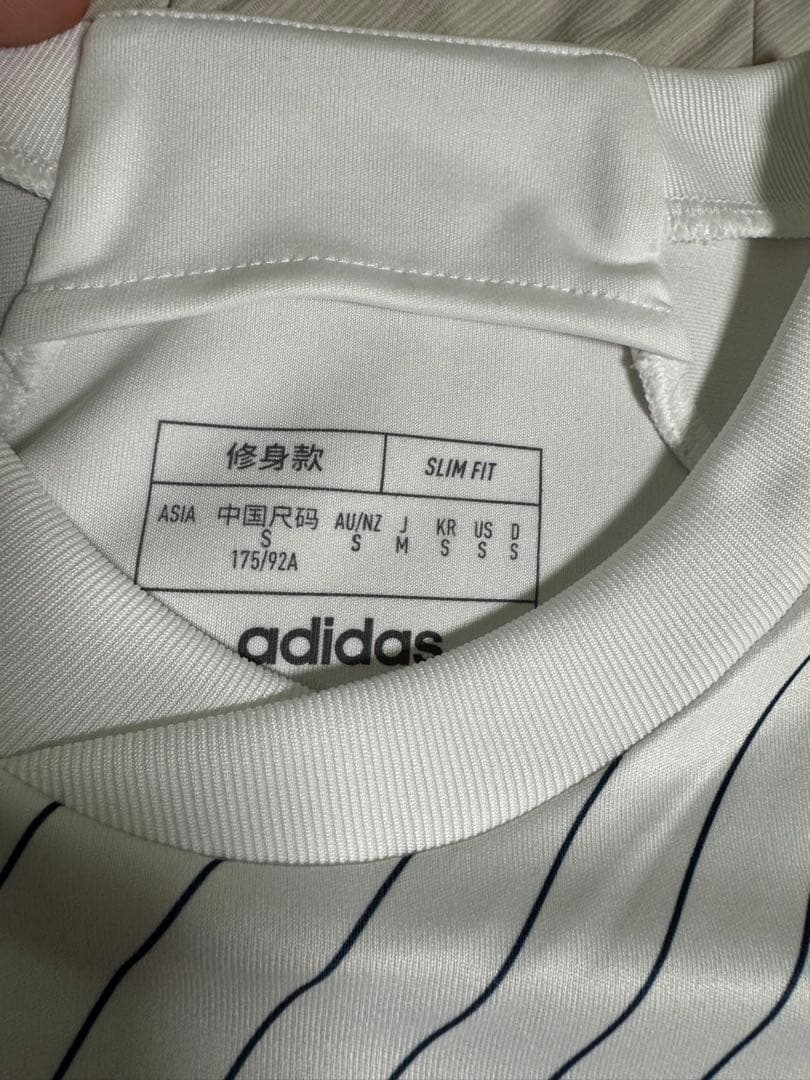 修身款 SLIM FIT
ASIA 中国尺码 AU/NZ J KR US D
S S M S S S
175/92A
adidas